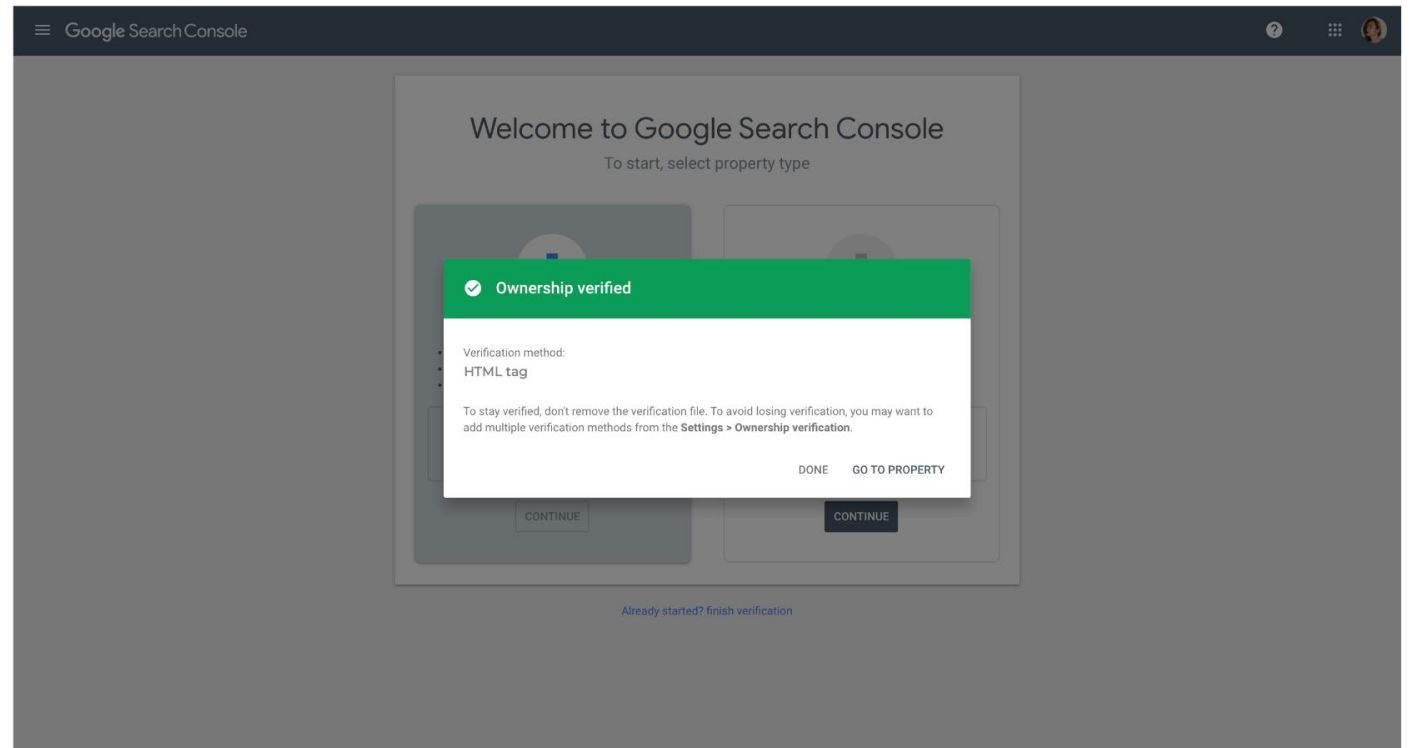 Google Search Console
Welcome to Google Search Console
To start, select property type
Ownership verified
Verification method:
HTML tag
To stay verified, don't remove the verification file. To avoid losing verification, you may want to
add multiple verification methods from the Settings > Ownership verification.
DONE GO TO PROPERTY
CONTINUE
CONTINUE
Already started? finish verification